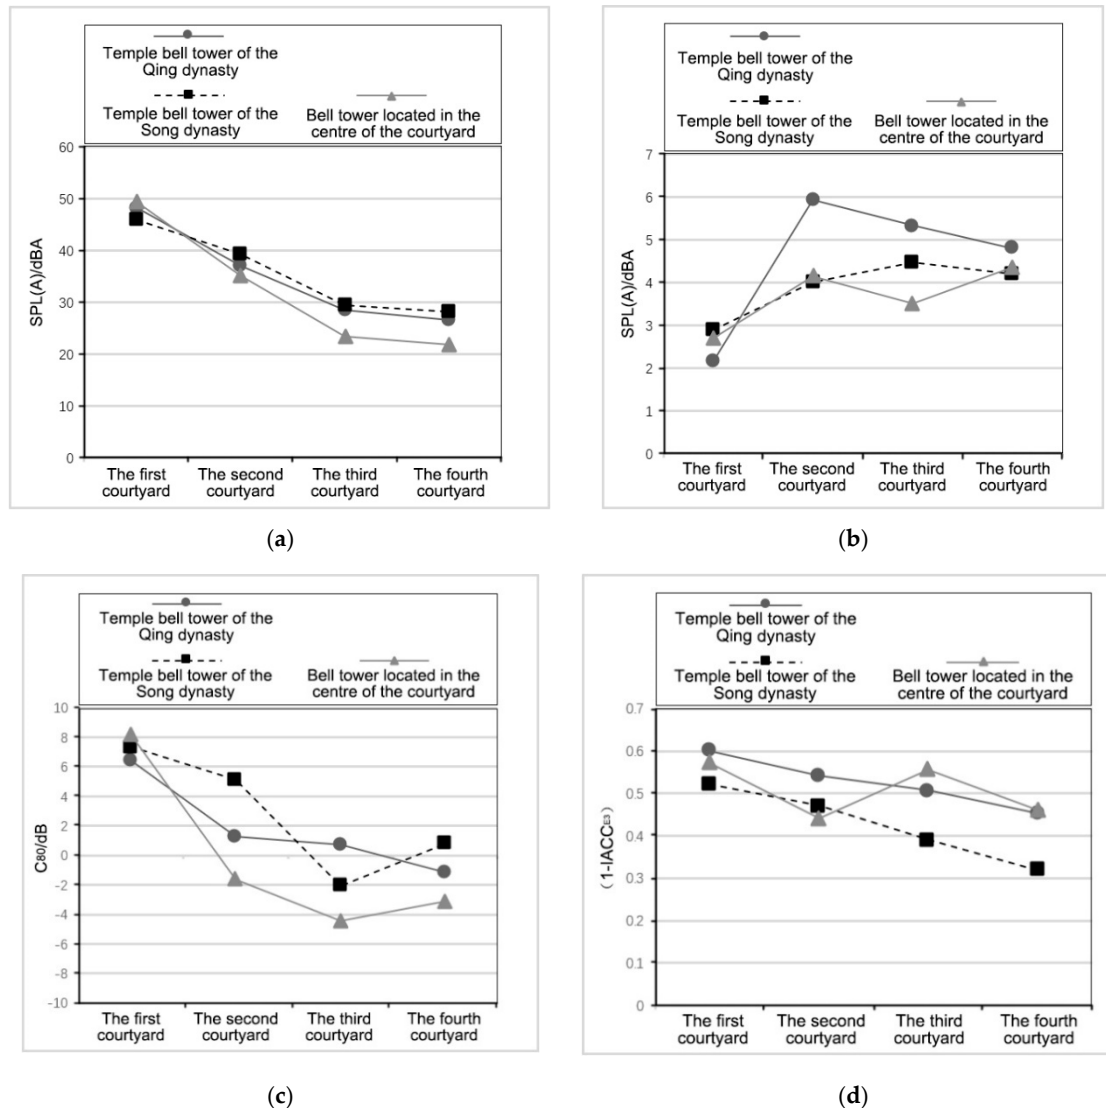 Temple bell tower of the
Qing dysasty
Temple bell tower of the
Song dysasty
Bell tower located in the
centre of the courtyard
60
50
40
30
20
10
0
SPL(A)/dBA
The first
courtyard
The second
courtyard
The third
courtyard
The fourth
courtyard
(a)
Temple bell tower of the
Qing dysasty
Temple bell tower of the
Song dysasty
Bell tower located in the
centre of the courtyard
7
6
5
4
3
2
1
0
SPL(A)/dBA
The first
courtyard
The second
courtyard
The third
courtyard
The fourth
courtyard
(b)
Temple bell tower of the
Qing dysasty
Temple bell tower of the
Song dysasty
Bell tower located in the
centre of the courtyard
10
8
6
4
2
0
-2
-4
-6
-8
-10
C80/dB
The first
courtyard
The second
courtyard
The third
courtyard
The fourth
courtyard
(c)
Temple bell tower of the
Qing dysasty
Temple bell tower of the
Song dysasty
Bell tower located in the
centre of the courtyard
0.7
0.6
0.5
0.4
0.3
0.2
0.1
0
(1-IACCE3)
The first
courtyard
The second
courtyard
The third
courtyard
The fourth
courtyard
(d)